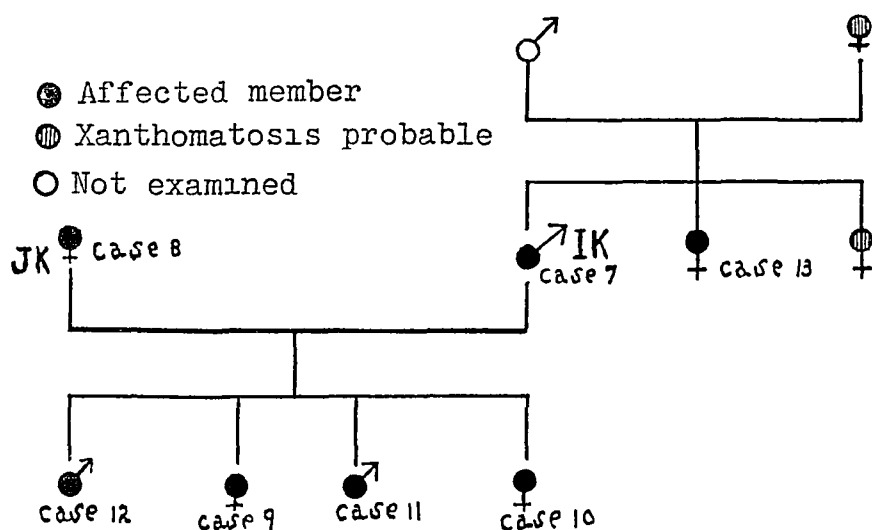 Affected member
Xanthomatosis probable
Not examined
JK case 8
IK
case 7
case 13
case 12
case 9
case 11
case 10